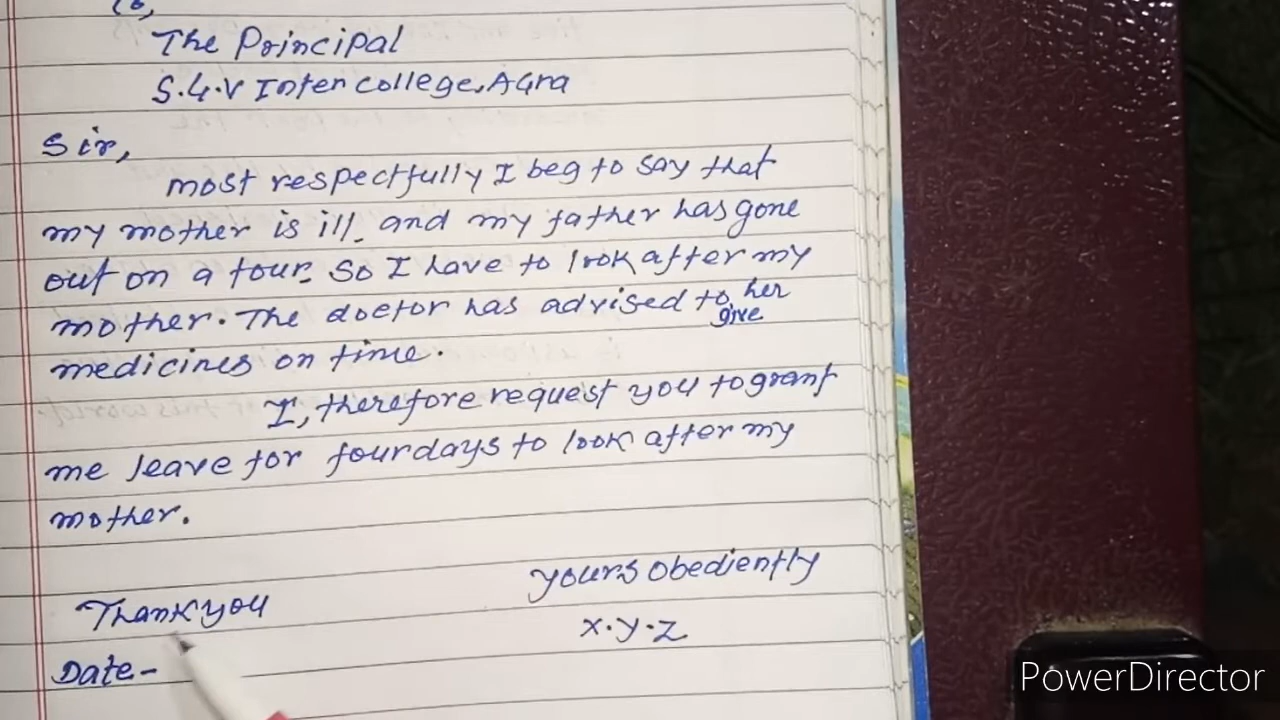 To,
The Principal
S.G.V Inter college, Agra
Sir,
most respectfully I beg to say that
my mother is ill and my father has gone
out on a tour. So I have to look after my
mother. The doctor has advised to give her
medicines on time.
I, therefore request you to grant
me leave for four days to look after my
mother.
yours obediently
Thank you
x.y.z
Date-
PowerDirector